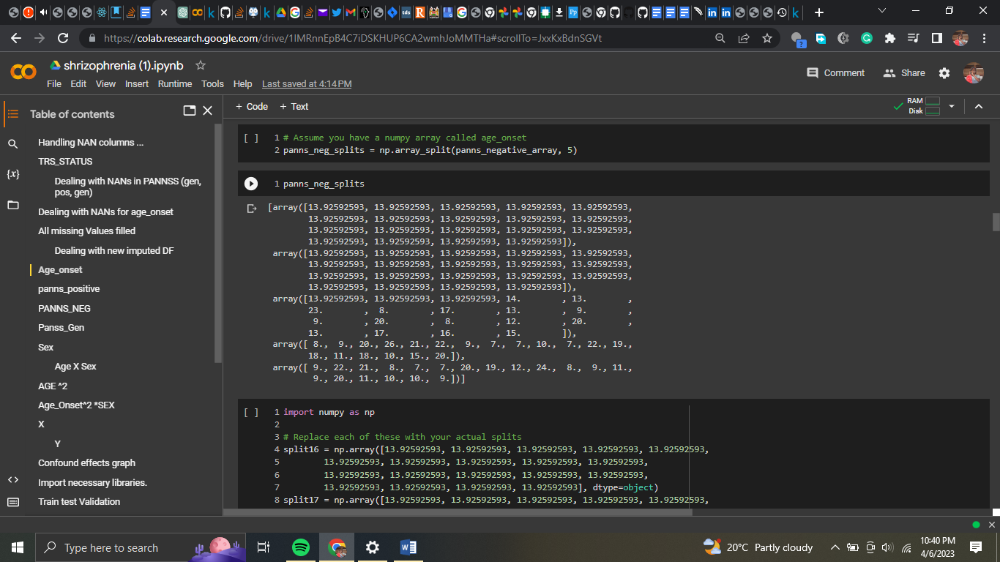 https://colab.research.google.com/drive/1IMRnnEpB4C7iDSKHUP6CA2wmhJoMMTHa#scrollTo=JxxKxBdnSGVt
shrizophrenia (1).ipynb
File Edit View Insert Runtime Tools Help Last saved at 4:14 PM
Comment Share
Table of contents
+ Code + Text
RAM
Disk
Handling NAN columns ...
TRS_STATUS
Dealing with NANs in PANNSS (gen,
pos, gen)
Dealing with NANs for age_onset
All missing Values filled
Dealing with new imputed DF
Age_onset
panns_positive
PANNS_NEG
Panss_Gen
Sex
Age X Sex
AGE ^2
Age_Onset^2 *SEX
X
Y
Confound effects graph
Import necessary libraries.
Train test Validation
[ ] 1 # Assume you have a numpy array called age_onset
2 panns_neg_splits = np.array_split(panns_negative_array, 5)
1 panns_neg_splits
[array([13.92592593, 13.92592593, 13.92592593, 13.92592593, 13.92592593,
13.92592593, 13.92592593, 13.92592593, 13.92592593, 13.92592593,
13.92592593, 13.92592593, 13.92592593, 13.92592593, 13.92592593,
13.92592593, 13.92592593, 13.92592593, 13.92592593]),
array([13.92592593, 13.92592593, 13.92592593, 13.92592593, 13.92592593,
13.92592593, 13.92592593, 13.92592593, 13.92592593, 13.92592593,
13.92592593, 13.92592593, 13.92592593, 13.92592593, 13.92592593,
13.92592593, 13.92592593, 13.92592593, 13.92592593]),
array([13.92592593, 13.92592593, 13.92592593, 14. , 13. ,
23. , 8. , 17. , 13. , 9. ,
9. , 20. , 8. , 12. , 20. ,
13. , 17. , 16. , 15. ]),
array([ 8., 9., 20., 26., 21., 22., 9., 7., 7., 10., 7., 22., 19.,
18., 11., 18., 10., 15., 20.]),
array([ 9., 22., 21., 8., 7., 7., 20., 19., 12., 24., 8., 9., 11.,
9., 20., 11., 10., 10., 9.])]
[ ] 1 import numpy as np
2
3 # Replace each of these with your actual splits
4 split16 = np.array([13.92592593, 13.92592593, 13.92592593, 13.92592593, 13.92592593,
5 13.92592593, 13.92592593, 13.92592593, 13.92592593, 13.92592593,
6 13.92592593, 13.92592593, 13.92592593, 13.92592593, 13.92592593,
7 13.92592593, 13.92592593, 13.92592593, 13.92592593], dtype=object)
8 split17 = np.array([13.92592593, 13.92592593, 13.92592593, 13.92592593, 13.92592593,
Type here to search
20°C Partly cloudy
10:40 PM
4/6/2023